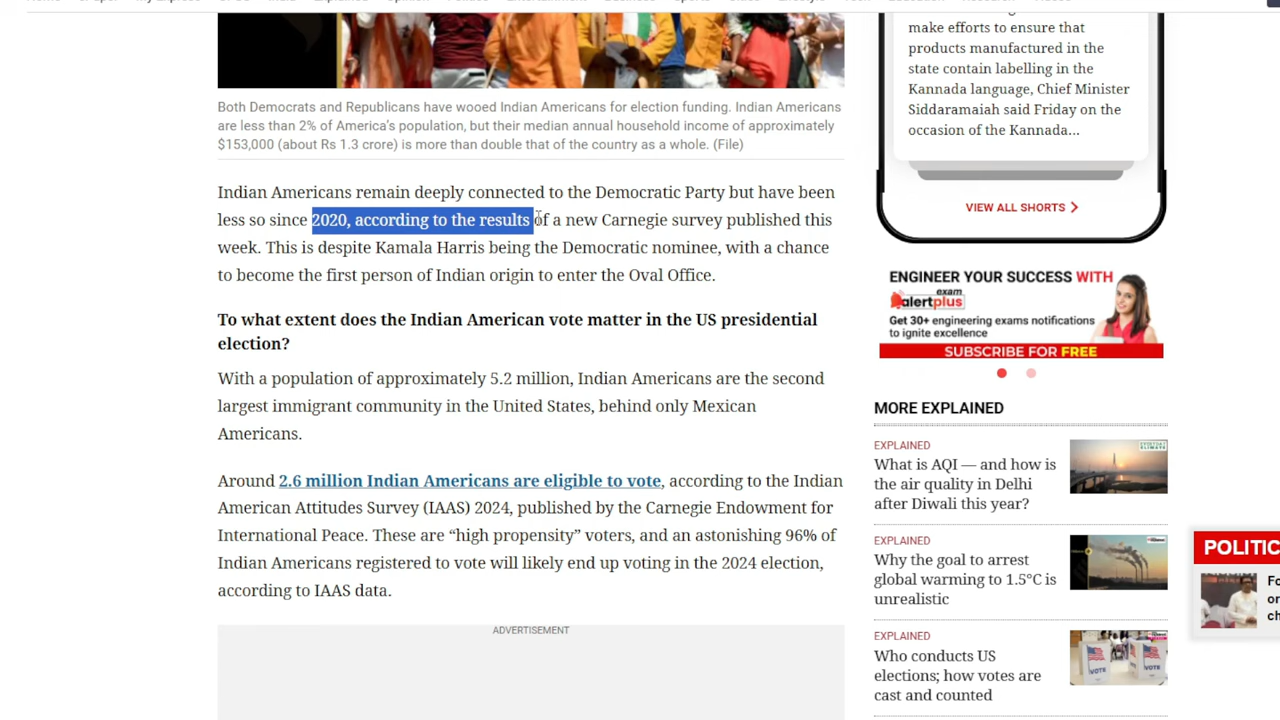 make efforts to ensure that
products manufactured in the
state contain labelling in the
Kannada language, Chief Minister
Siddaramaiah said Friday on the
occasion of the Kannada...
VIEW ALL SHORTS
Both Democrats and Republicans have wooed Indian Americans for election funding. Indian Americans
are less than 2% of America’s population, but their median annual household income of approximately
$153,000 (about Rs 1.3 crore) is more than double that of the country as a whole. (File)
Indian Americans remain deeply connected to the Democratic Party but have been
less so since 2020, according to the results of a new Carnegie survey published this
week. This is despite Kamala Harris being the Democratic nominee, with a chance
to become the first person of Indian origin to enter the Oval Office.
To what extent does the Indian American vote matter in the US presidential
election?
With a population of approximately 5.2 million, Indian Americans are the second
largest immigrant community in the United States, behind only Mexican
Americans.
Around 2.6 million Indian Americans are eligible to vote, according to the Indian
American Attitudes Survey (IAAS) 2024, published by the Carnegie Endowment for
International Peace. These are “high propensity” voters, and an astonishing 96% of
Indian Americans registered to vote will likely end up voting in the 2024 election,
according to IAAS data.
ADVERTISEMENT
ENGINEER YOUR SUCCESS WITH
exam
alertplus
Get 30+ engineering exams notifications
to ignite excellence
SUBSCRIBE FOR FREE
MORE EXPLAINED
EXPLAINED
What is AQI — and how is
the air quality in Delhi
after Diwali this year?
EXPLAINED
Why the goal to arrest
global warming to 1.5°C is
unrealistic
EXPLAINED
Who conducts US
elections; how votes are
cast and counted
VOTE
VOTE
POLITIC
Fo
or
ch